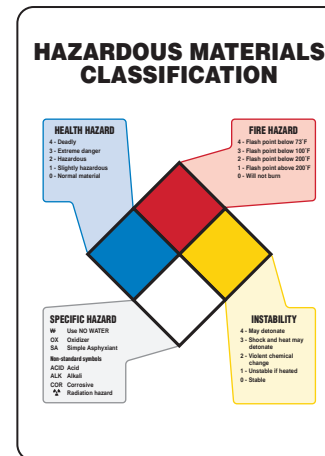 HAZARDOUS MATERIALS
CLASSIFICATION
HEALTH HAZARD
4 - Deadly
3 - Extreme danger
2 - Hazardous
1 - Slightly hazardous
0 - Normal material
FIRE HAZARD
4 - Flash point below 73°F
3 - Flash point below 100°F
2 - Flash point below 200°F
1 - Flash point above 200°F
0 - Will not burn
SPECIFIC HAZARD
W̶ Use NO WATER
OX Oxidizer
SA Simple Asphyxiant
Non-standard symbols
ACID Acid
ALK Alkali
COR Corrosive
☢ Radiation hazard
INSTABILITY
4 - May detonate
3 - Shock and heat may
detonate
2 - Violent chemical
change
1 - Unstable if heated
0 - Stable